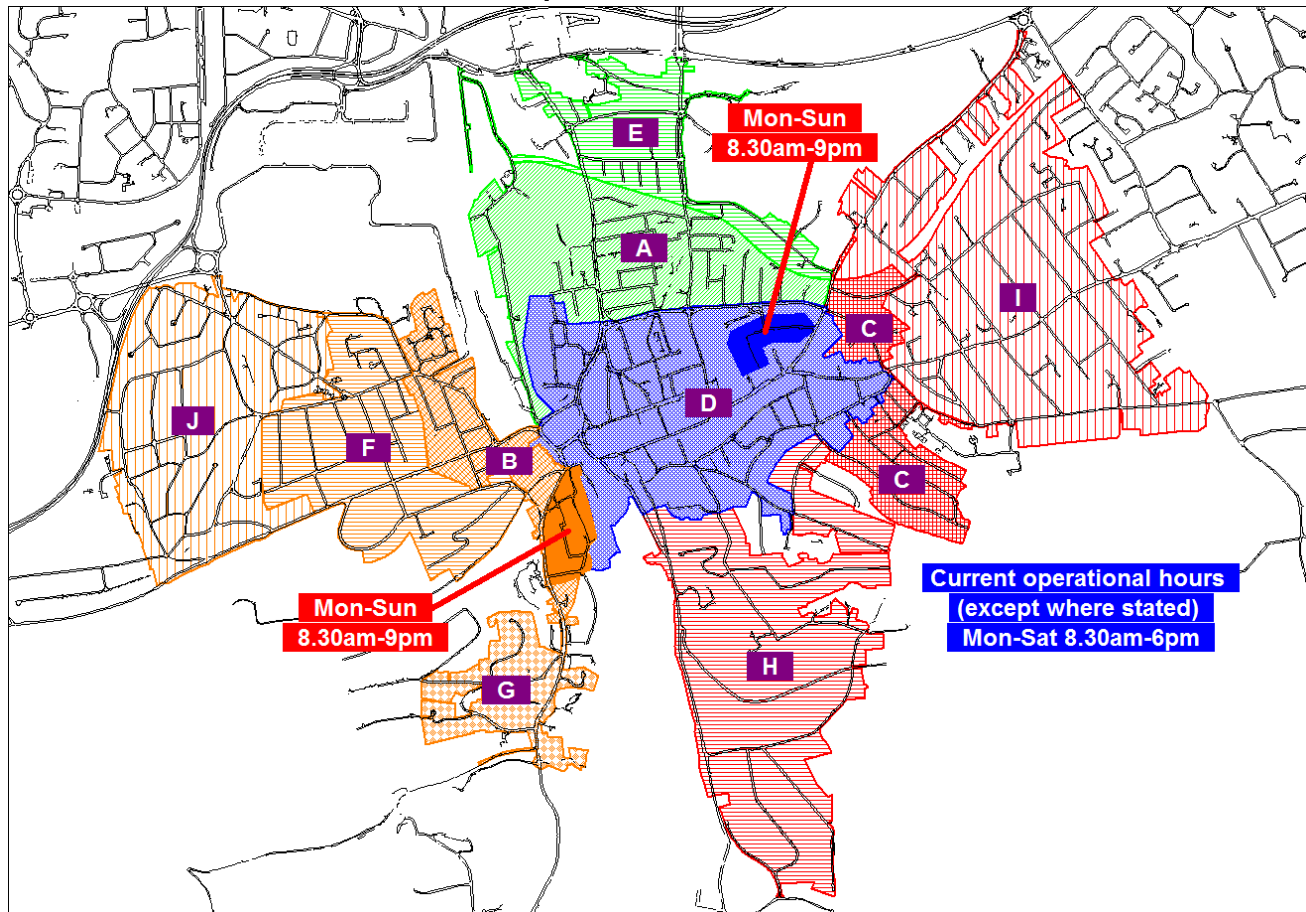 E
Mon-Sun
8.30am-9pm
A
I
C
D
J
F
B
C
Current operational hours
(except where stated)
Mon-Sat 8.30am-6pm
Mon-Sun
8.30am-9pm
H
G